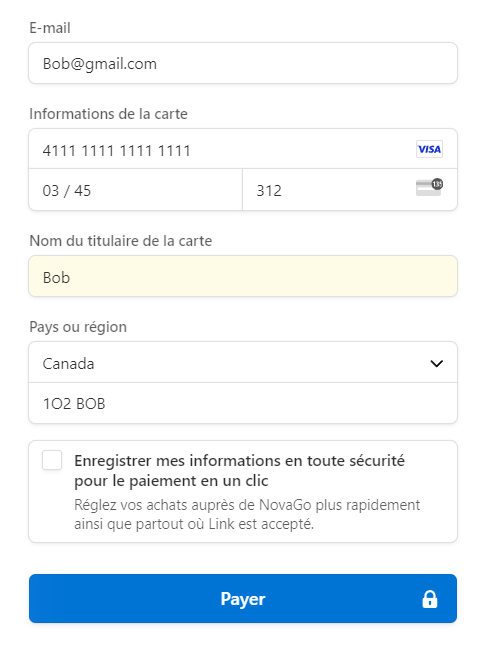 E-mail
Bob@gmail.com
Informations de la carte
4111 1111 1111 1111 VISA
03 / 45 312 135
Nom du titulaire de la carte
Bob
Pays ou région
Canada
1O2 BOB
Enregistrer mes informations en toute sécurité
pour le paiement en un clic
Réglez vos achats auprès de NovaGo plus rapidement
ainsi que partout où Link est accepté.
Payer